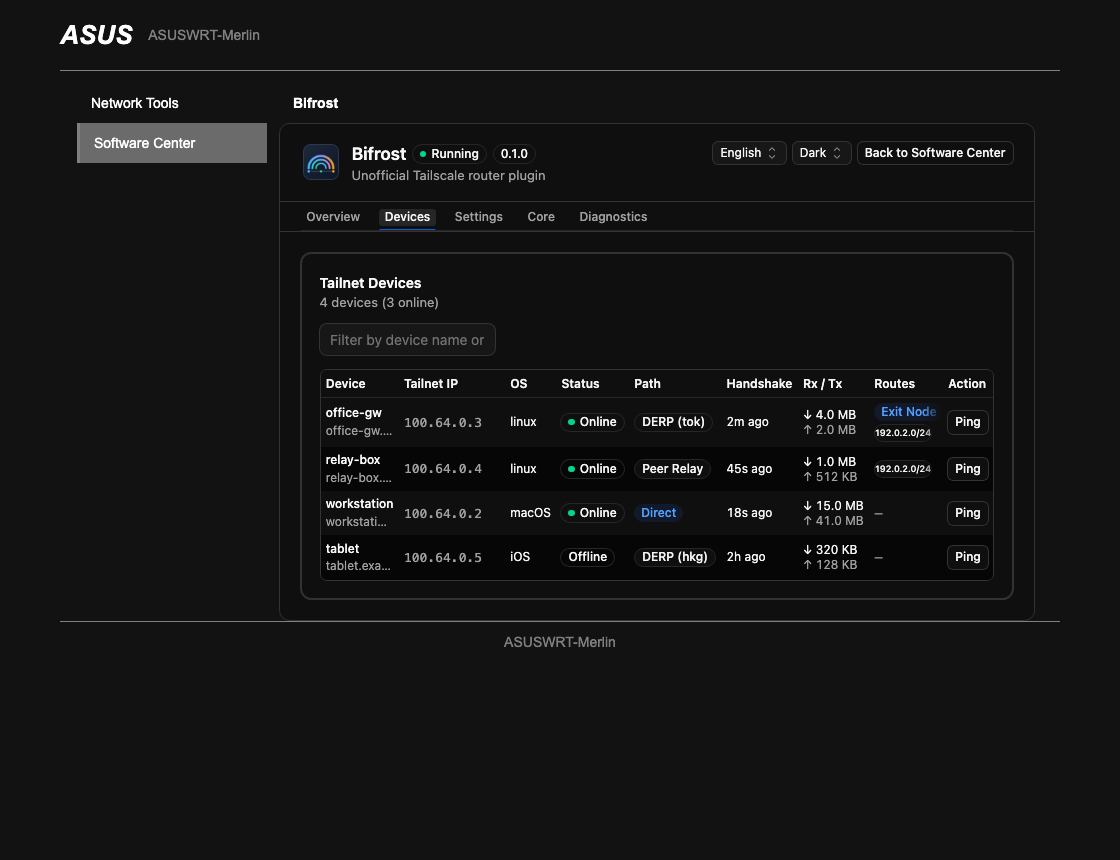 ASUS ASUSWRT-Merlin
Network Tools
Software Center
Bifrost
Bifrost Running 0.1.0
Unofficial Tailscale router plugin
English Dark Back to Software Center
Overview Devices Settings Core Diagnostics
Tailnet Devices
4 devices (3 online)
Filter by device name or
Device Tailnet IP OS Status Path Handshake Rx / Tx Routes Action
office-gw 100.64.0.3 linux Online DERP (tok) 2m ago ↓ 4.0 MB Exit Node Ping
office-gw.... ↑ 2.0 MB 192.0.2.0/24
relay-box 100.64.0.4 linux Online Peer Relay 45s ago ↓ 1.0 MB 192.0.2.0/24 Ping
relay-box.... ↑ 512 KB
workstation 100.64.0.2 macOS Online Direct 18s ago ↓ 15.0 MB — Ping
workstati... ↑ 41.0 MB
tablet 100.64.0.5 iOS Offline DERP (hkg) 2h ago ↓ 320 KB — Ping
tablet.exa... ↑ 128 KB
ASUSWRT-Merlin